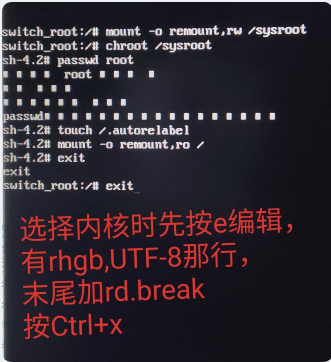 switch_root:/# mount -o remount,rw /sysroot
switch_root:/# chroot /sysroot
sh-4.2# passwd root
■ ■ ■ ■ root ■ ■ ■ ■
■ ■ ■ ■ ■
■ ■ ■ ■ ■ ■ ■ ■ ■
passwd■ ■ ■ ■ ■ ■ ■ ■ ■ ■ ■ ■ ■ ■ ■ ■ ■
sh-4.2# touch /.autorelabel
sh-4.2# mount -o remount,ro /
sh-4.2# exit
exit
switch_root:/# exit_
选择内核时先按e编辑，
有rhgb,UTF-8那行，
末尾加rd.break
按Ctrl+x